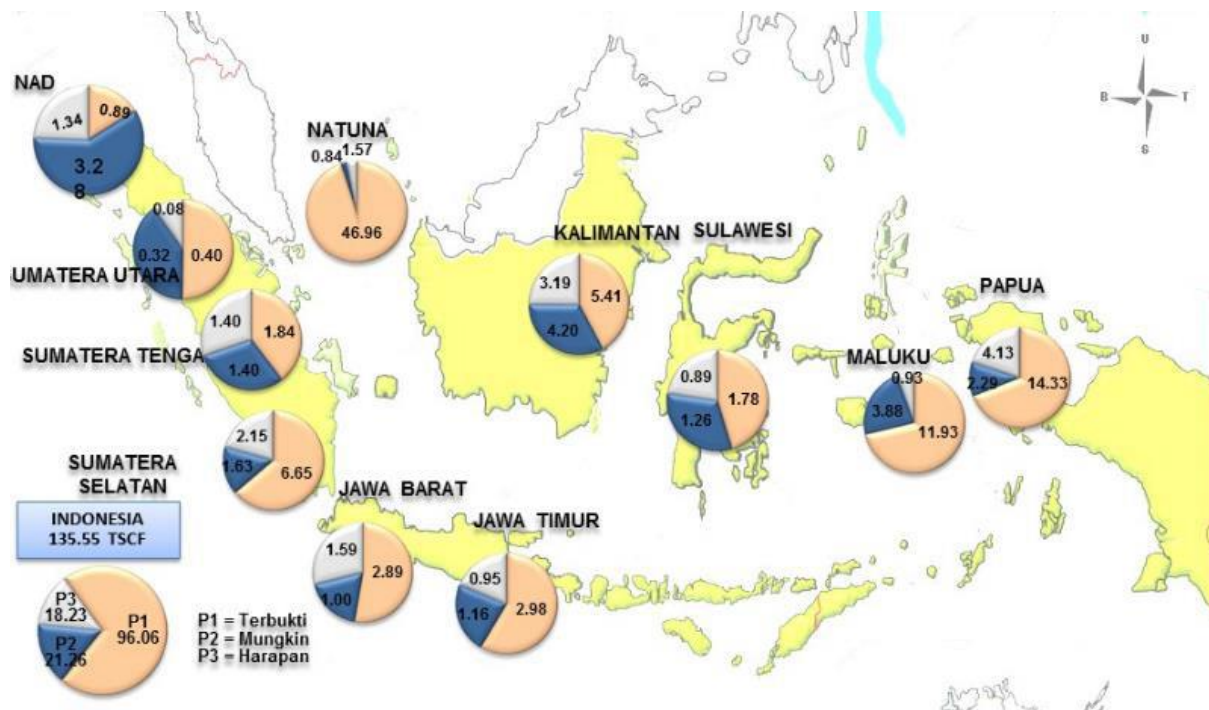 NAD
0.89
1.34
3.2
8
NATUNA
0.84
1.57
46.96
U
B
T
S
0.08
0.32
0.40
UMATERA UTARA
KALIMANTAN
SULAWESI
3.19
5.41
4.20
PAPUA
4.13
2.29
14.33
1.40
1.84
1.40
SUMATERA TENGA
MALUKU
0.93
3.88
11.93
0.89
1.78
1.26
2.15
1.63
6.65
SUMATERA
SELATAN
JAWA BARAT
1.59
2.89
1.00
JAWA TIMUR
0.95
1.16
2.98
INDONESIA
135.55 TSCF
P3
18.23
P1
96.06
P2
21.26
P1 = Terbukti
P2 = Mungkin
P3 = Harapan